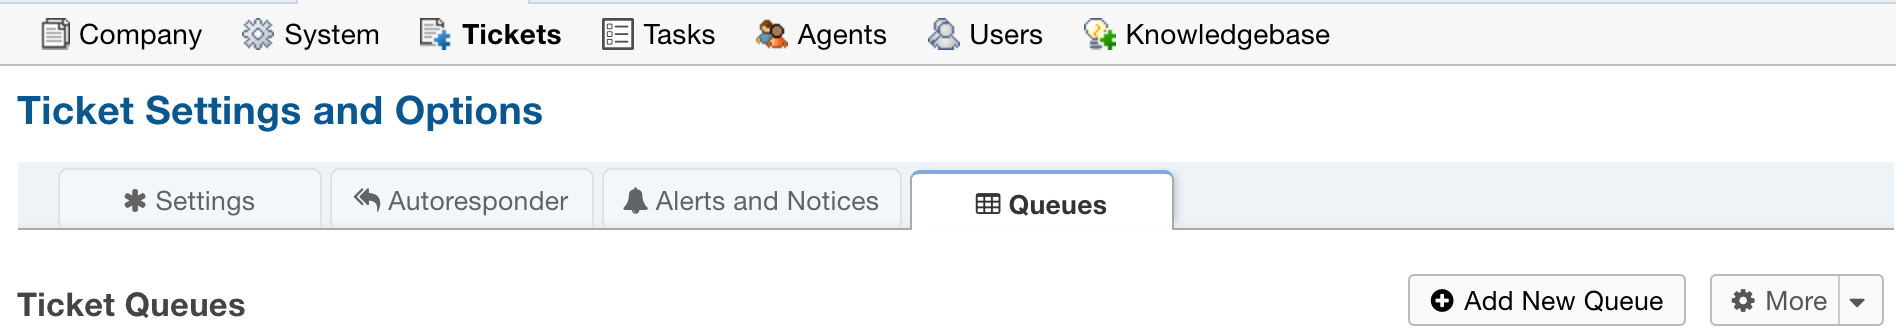 Company System Tickets Tasks Agents Users Knowledgebase
Ticket Settings and Options
Settings Autoresponder Alerts and Notices Queues
Ticket Queues Add New Queue More